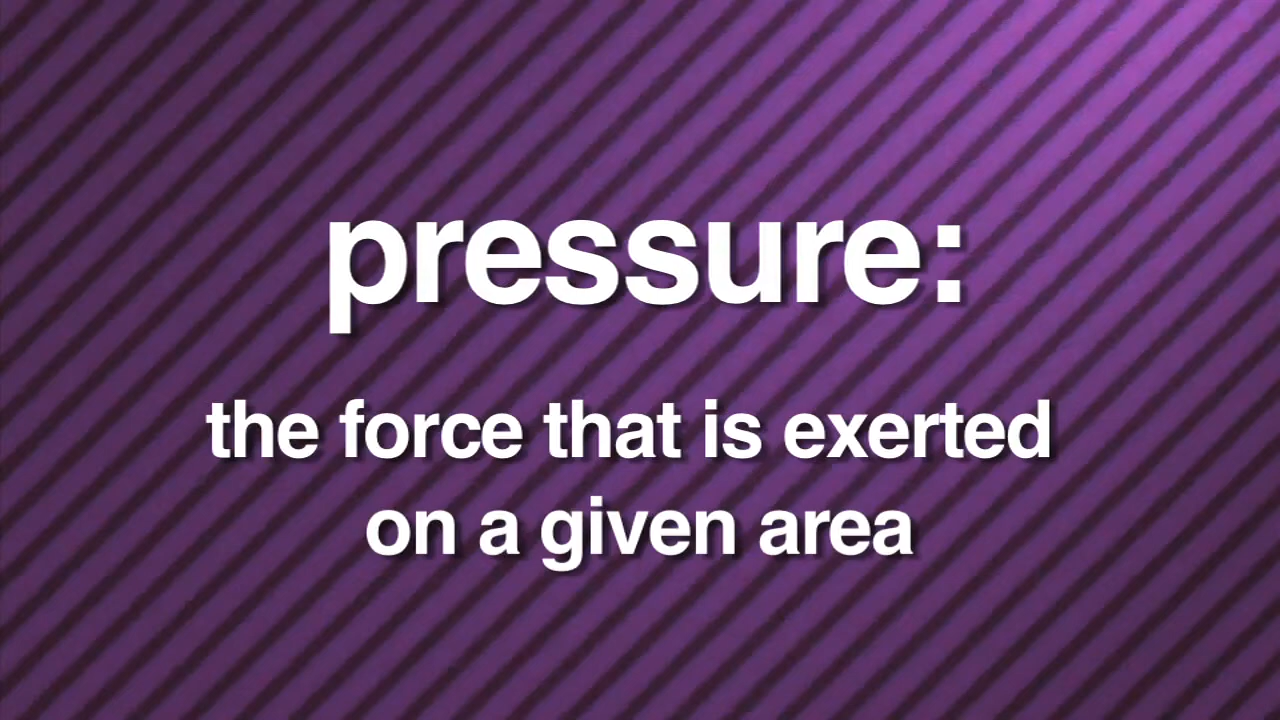 pressure:
the force that is exerted
on a given area